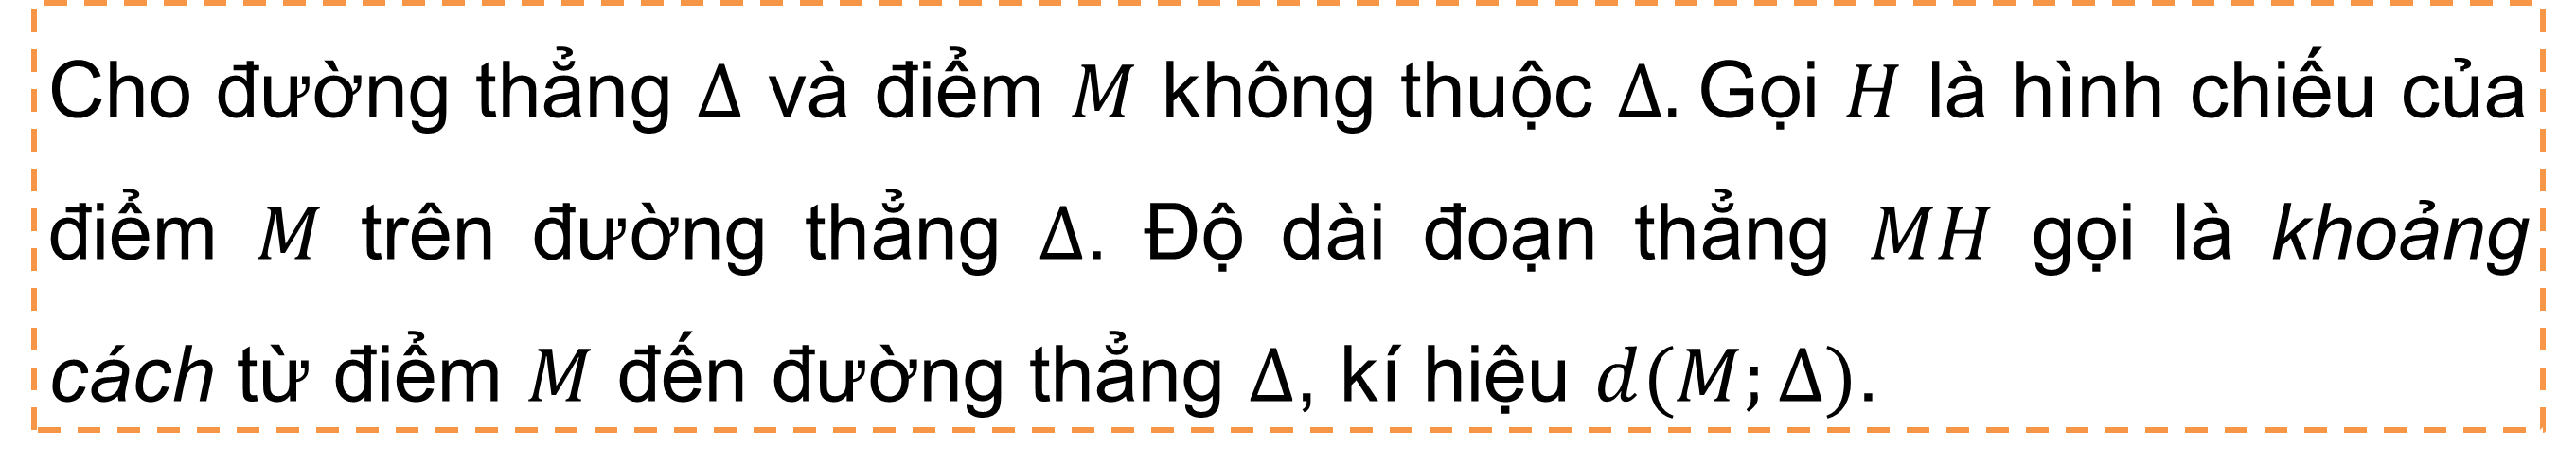 Cho đường thẳng Δ và điểm M không thuộc Δ. Gọi H là hình chiếu của
điểm M trên đường thẳng Δ. Độ dài đoạn thẳng MH gọi là khoảng
cách từ điểm M đến đường thẳng Δ, kí hiệu d(M; Δ).